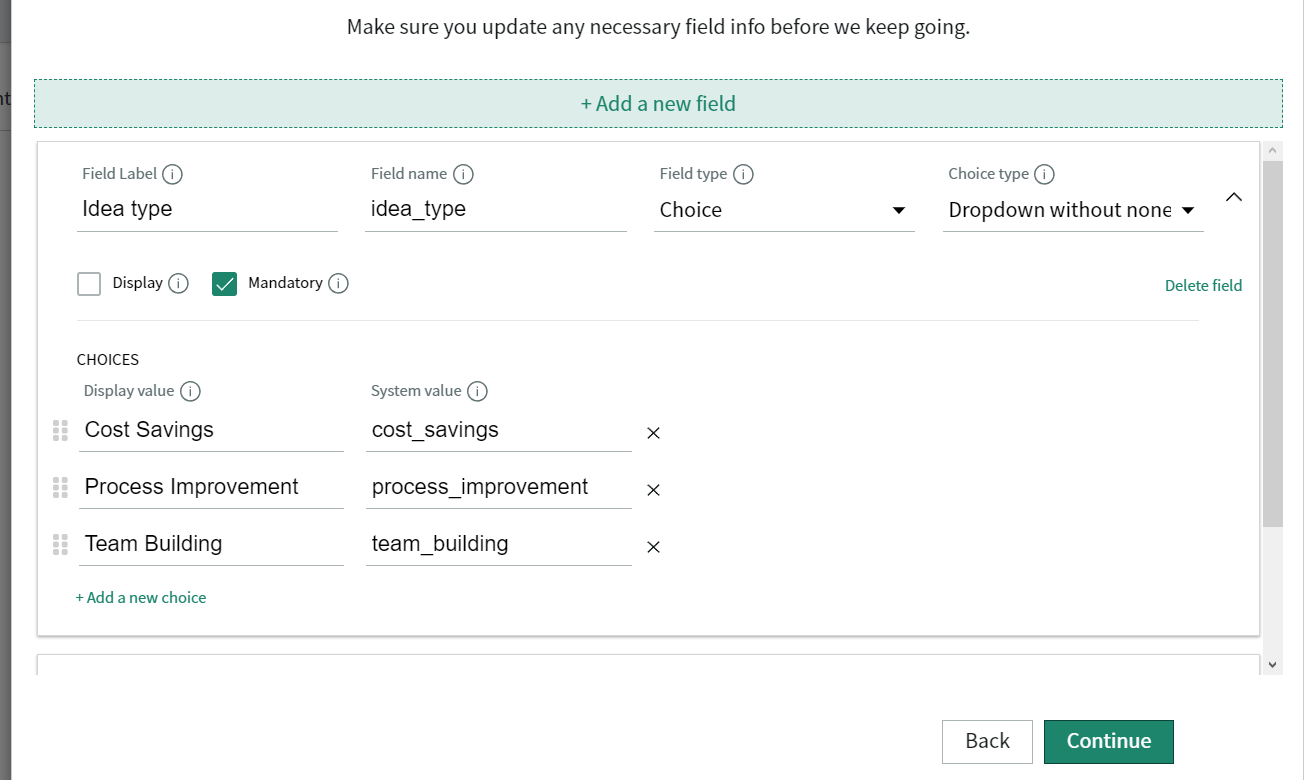 Make sure you update any necessary field info before we keep going.
nt
+ Add a new field
Field Label Field name Field type Choice type
Idea type idea_type Choice Dropdown without none
Display Mandatory Delete field
CHOICES
Display value System value
Cost Savings cost_savings
Process Improvement process_improvement
Team Building team_building
+ Add a new choice
Back Continue